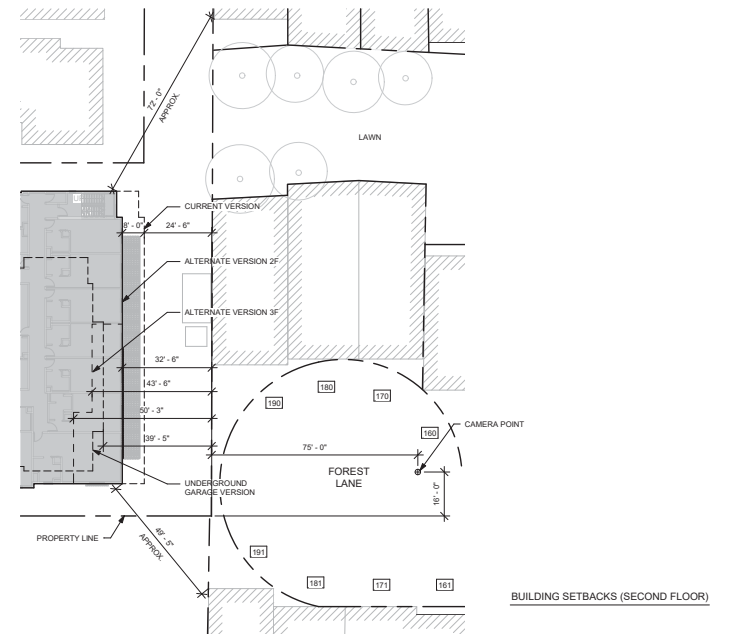 72' - 0"
APPROX.
LAWN
CURRENT VERSION
8' - 0"
24' - 6"
ALTERNATE VERSION 2F
ALTERNATE VERSION 3F
32' - 6"
43' - 6"
50' - 3"
39' - 5"
UNDERGROUND
GARAGE VERSION
PROPERTY LINE
49' - 5"
APPROX.
180
170
190
160
CAMERA POINT
75' - 0"
FOREST
LANE
16' - 0"
191
181
171
161
BUILDING SETBACKS (SECOND FLOOR)